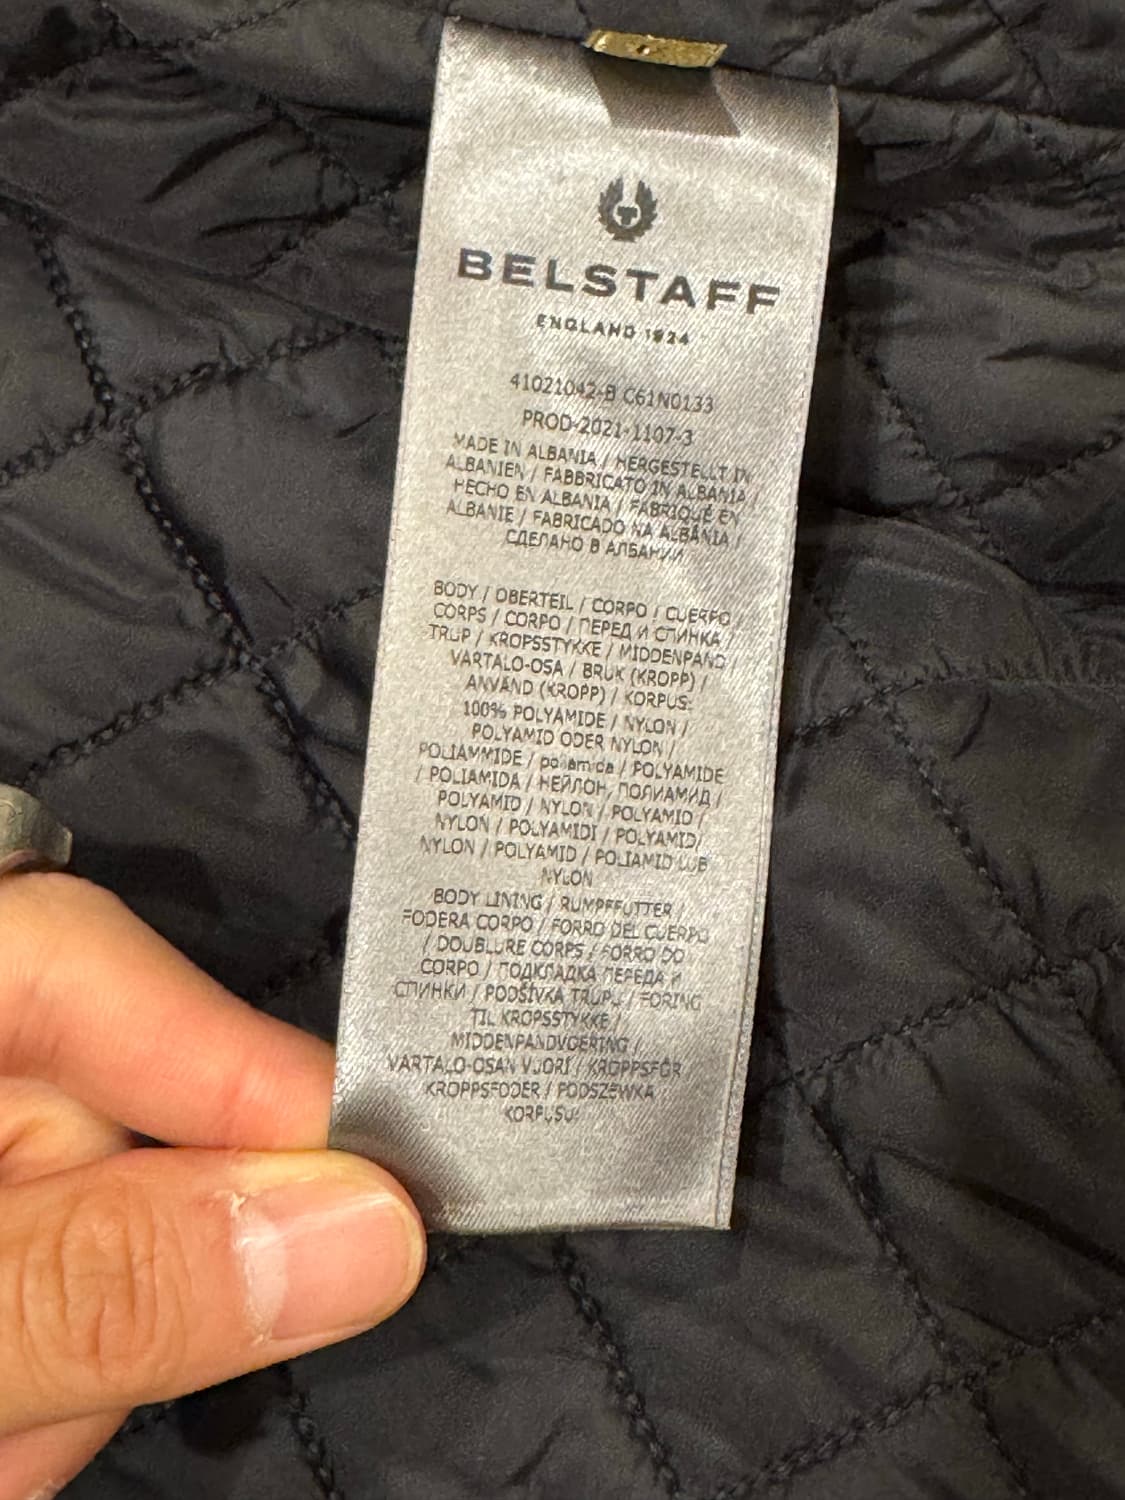 BELSTAFF
ENGLAND 1924
41021042-B C61N0133
PROD-2021-1107-3
MADE IN ALBANIA / HERGESTELLT IN
ALBANIEN / FABBRICATO IN ALBANIA /
HECHO EN ALBANIA / FABRIQUÉ EN
ALBANIE / FABRICADO NA ALBÂNIA /
СДЕЛАНО В АЛБАНИИ
BODY / OBERTEIL / CORPO / CUERPO /
CORPS / CORPO / ПЕРЕД И СПИНКА /
TRUP / KROPSSTYKKE / MIDDENPAND /
VARTALO-OSA / BRUK (KROPP) /
ANVÄND (KROPP) / KORPUS:
100% POLYAMIDE / NYLON /
POLYAMID ODER NYLON /
POLIAMMIDE / poliamida / POLYAMIDE
/ POLIAMIDA / НЕЙЛОН, ПОЛИАМИД /
POLYAMID / NYLON / POLYAMID /
NYLON / POLYAMIDI / POLYAMID/
NYLON / POLYAMID / POLIAMID LUB
NYLON
BODY LINING / RUMPFFUTTER /
FODERA CORPO / FORRO DEL CUERPO
/ DOUBLURE CORPS / FORRO DO
CORPO / ПОДКЛАДКА ПЕРЕДА И
СПИНКИ / PODŠÍVKA TRUPU / FORING
TIL KROPSSTYKKE /
MIDDENPANDVOERING /
VARTALO-OSAN VUORI / KROPPSFÔR
KROPPSFODER / PODSZEWKA
KORPUSU: